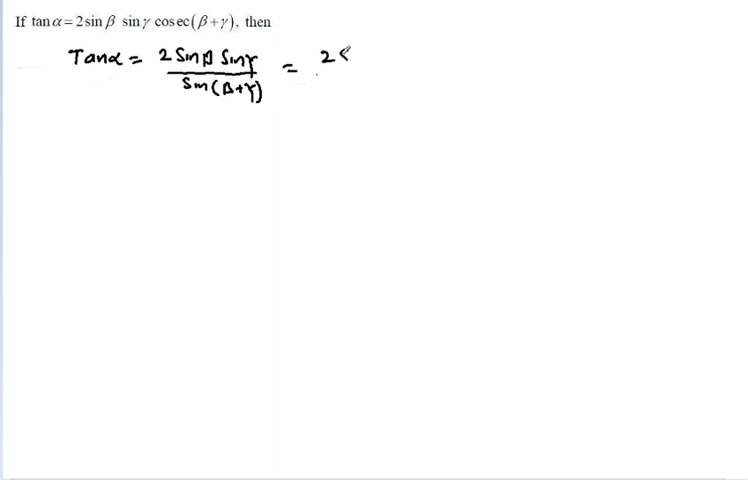 If tan α = 2 sin β sin γ cosec(β+γ), then
Tanα = 2 Sinβ Sinγ / Sin(β+γ) = 2